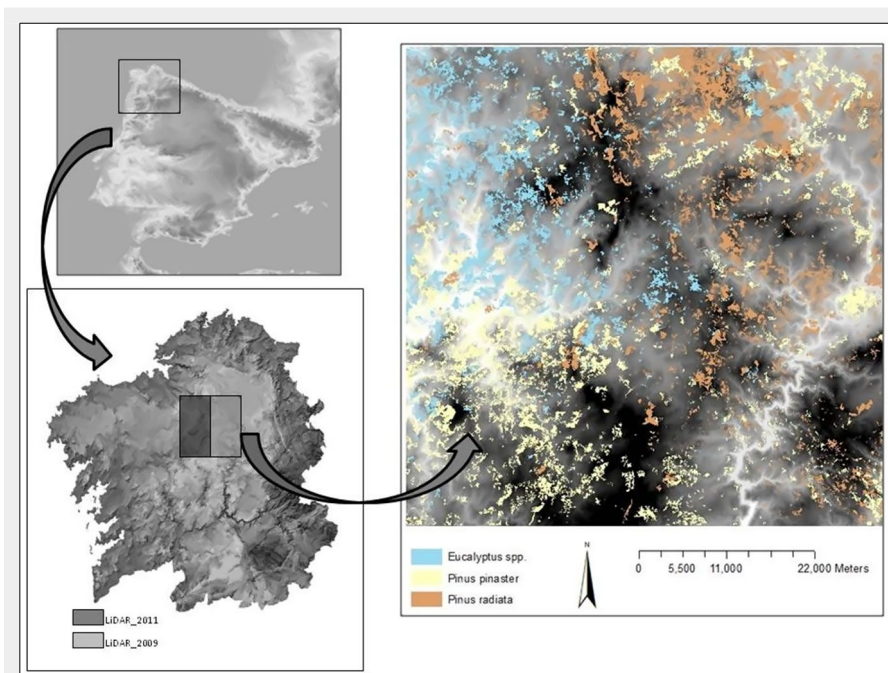 LiDAR_2011
LiDAR_2009
Eucalyptus spp.
Pinus pinaster
Pinus radiata
N
0 5,500 11,000 22,000 Meters